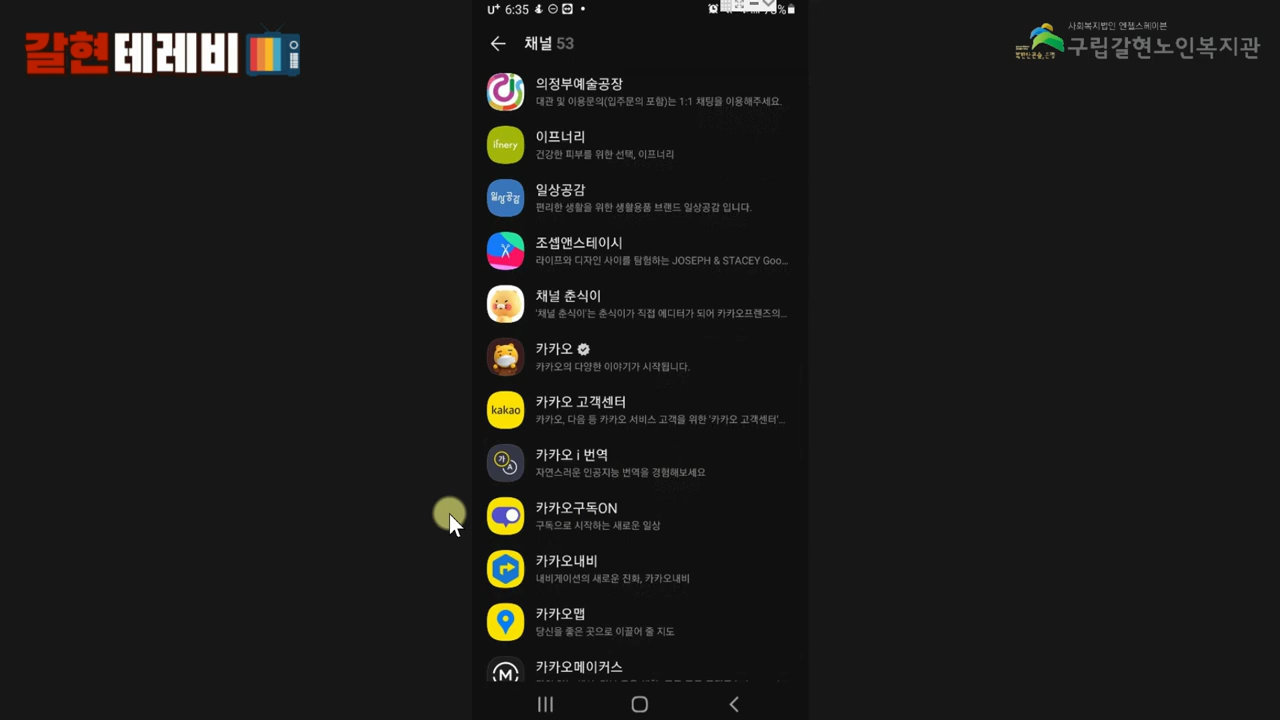 갈현테레비
사회복지법인 엔젤스헤이븐
구립갈현노인복지관
U+ 6:35
채널 53
의정부예술공장
대관 및 이용문의(입주문의 포함)는 1:1 채팅을 이용해주세요.
ifnery
이프너리
건강한 피부를 위한 선택, 이프너리
일상공감
일상공감
편리한 생활을 위한 생활용품 브랜드 일상공감 입니다.
조셉앤스테이시
라이프와 디자인 사이를 탐험하는 JOSEPH & STACEY Goo...
채널 춘식이
'채널 춘식이'는 춘식이가 직접 에디터가 되어 카카오프렌즈의...
카카오
카카오의 다양한 이야기가 시작됩니다.
kakao
카카오 고객센터
카카오, 다음 등 카카오 서비스 고객을 위한 '카카오 고객센터'...
가
A
카카오 i 번역
자연스러운 인공지능 번역을 경험해보세요
카카오구독ON
구독으로 시작하는 새로운 일상
카카오내비
내비게이션의 새로운 진화, 카카오내비
카카오맵
당신을 좋은 곳으로 이끌어 줄 지도
M
카카오메이커스